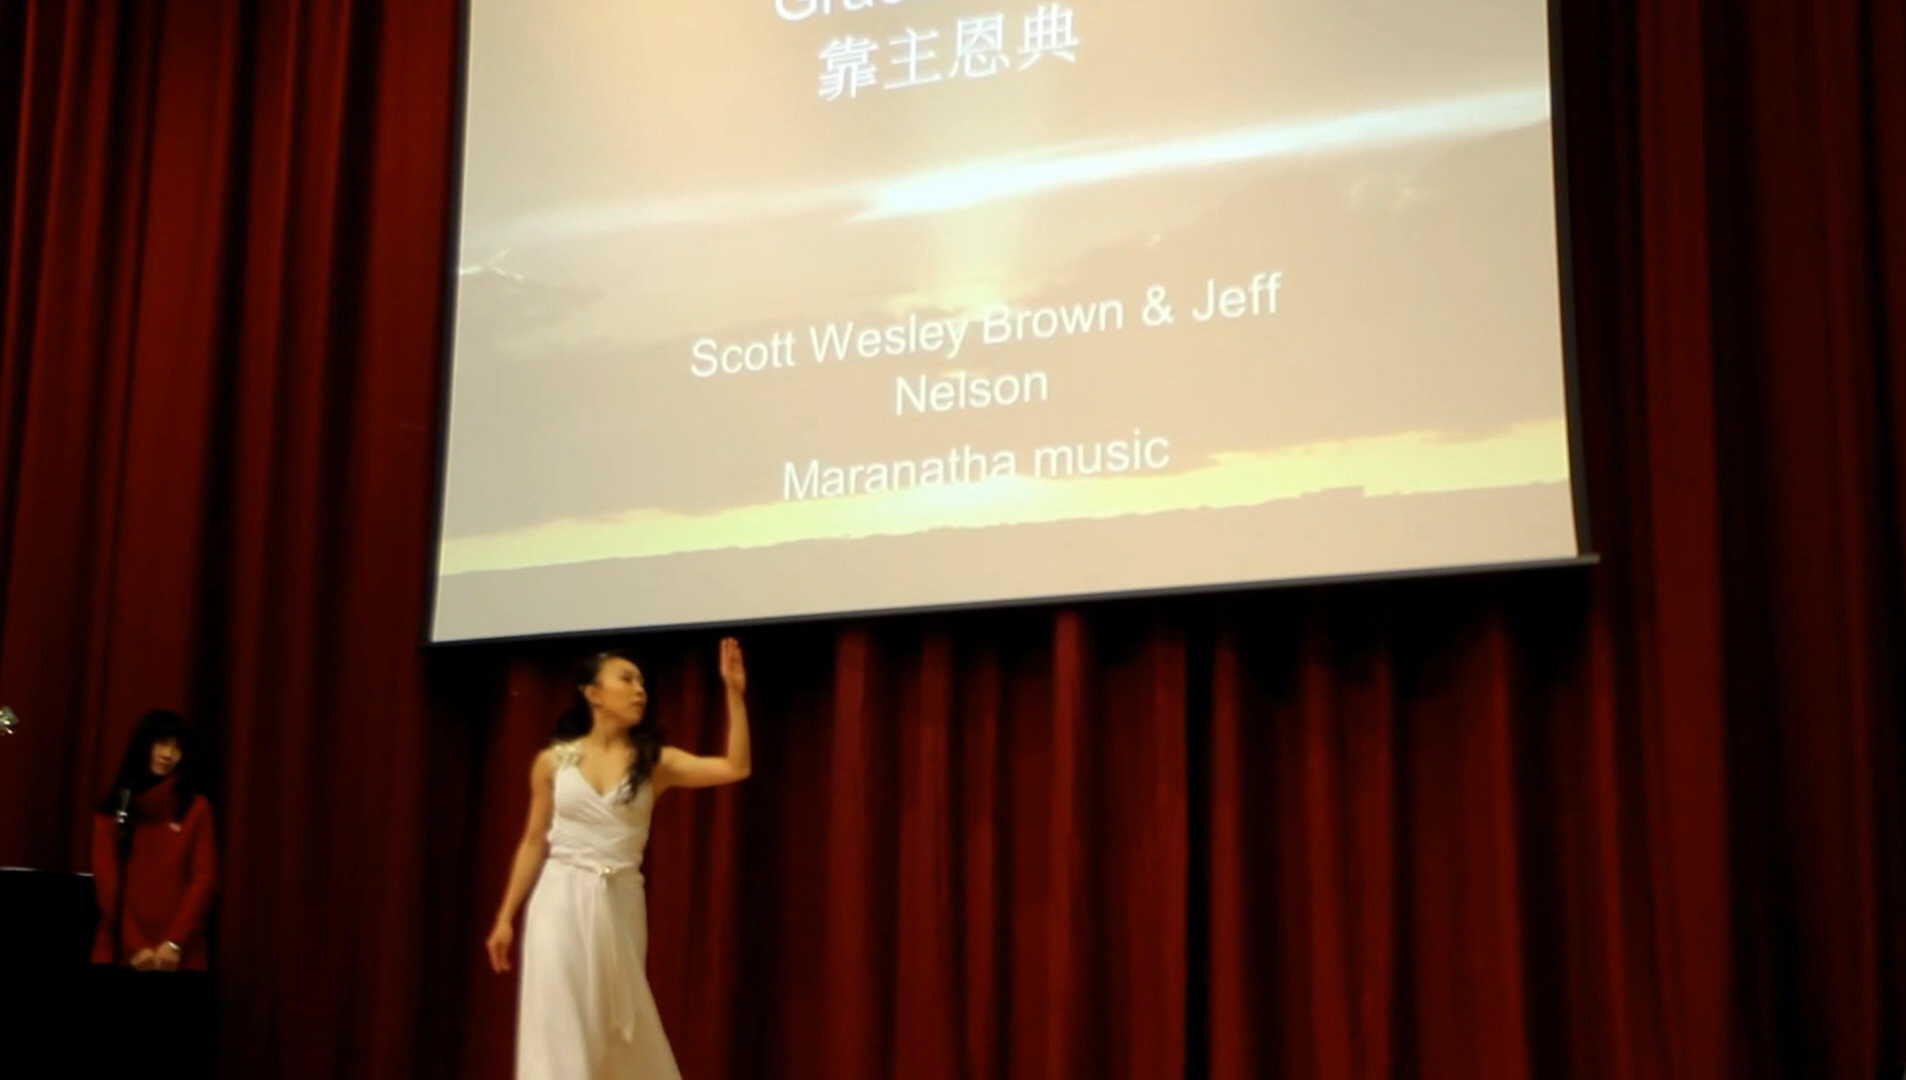 靠主恩典
Scott Wesley Brown & Jeff
Nelson
Maranatha music